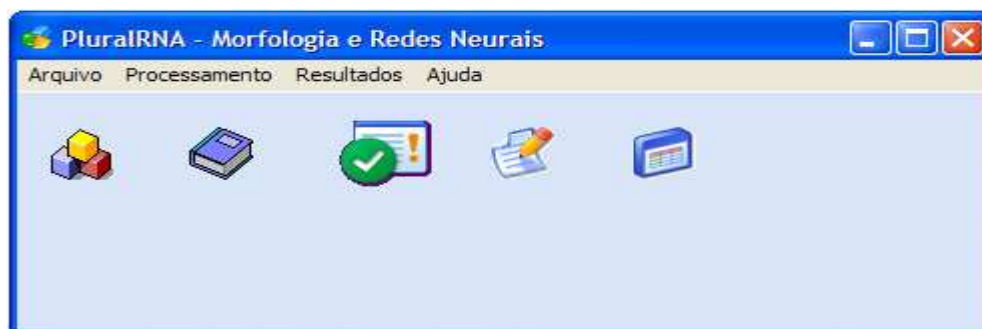 PluralRNA - Morfologia e Redes Neurais
Arquivo Processamento Resultados Ajuda